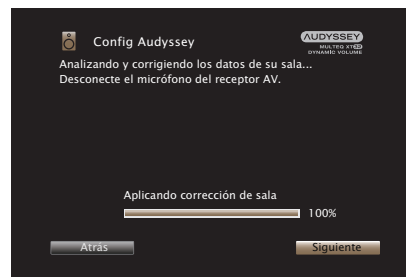 Config Audyssey
AUDYSSEY
MULTEQ XT32
DYNAMIC VOLUME
Analizando y corrigiendo los datos de su sala...
Desconecte el micrófono del receptor AV.
Aplicando corrección de sala
100%
Atrás
Siguiente